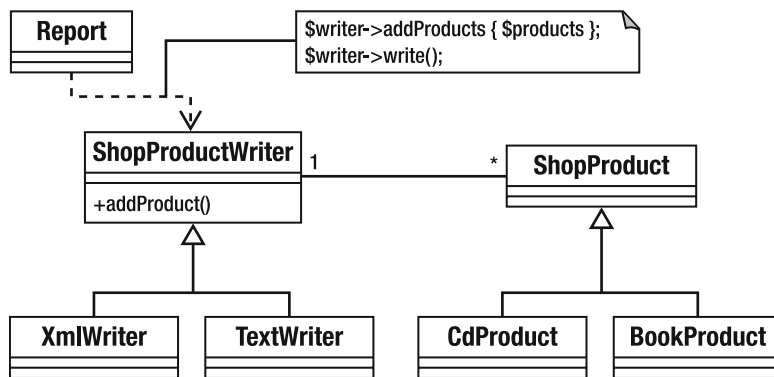 Report
$writer->addProducts { $products };
$writer->write();
ShopProductWriter
+addProduct()
1
*
ShopProduct
XmlWriter
TextWriter
CdProduct
BookProduct